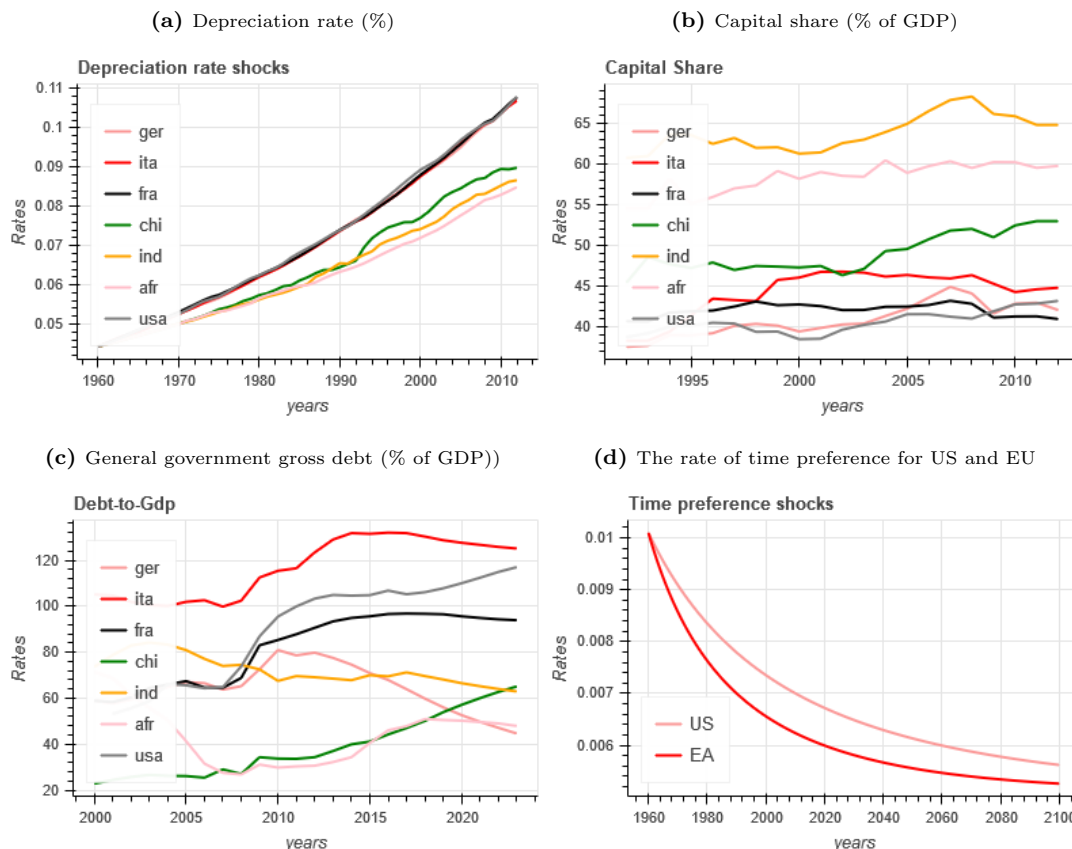 (a) Depreciation rate (%)
Depreciation rate shocks
0.11
0.1
0.09
0.08
0.07
0.06
0.05
Rates
ger
ita
fra
chi
ind
afr
usa
1960 1970 1980 1990 2000 2010
years
(b) Capital share (% of GDP)
Capital Share
65
60
55
50
45
40
Rates
ger
ita
fra
chi
ind
afr
usa
1995 2000 2005 2010
years
(c) General government gross debt (% of GDP))
Debt-to-Gdp
120
100
80
60
40
20
Rates
ger
ita
fra
chi
ind
afr
usa
2000 2005 2010 2015 2020
years
(d) The rate of time preference for US and EU
Time preference shocks
0.01
0.009
0.008
0.007
0.006
Rates
US
EA
1960 1980 2000 2020 2040 2060 2080 2100
years